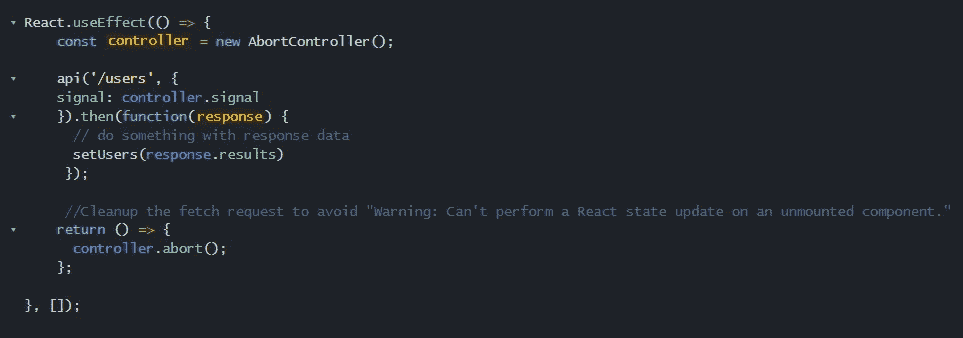 React.useEffect(() => {
const controller = new AbortController();
api('/users', {
signal: controller.signal
}).then(function(response) {
// do something with response data
setUsers(response.results)
});
//Cleanup the fetch request to avoid "Warning: Can't perform a React state update on an unmounted component."
return () => {
controller.abort();
};
}, []);